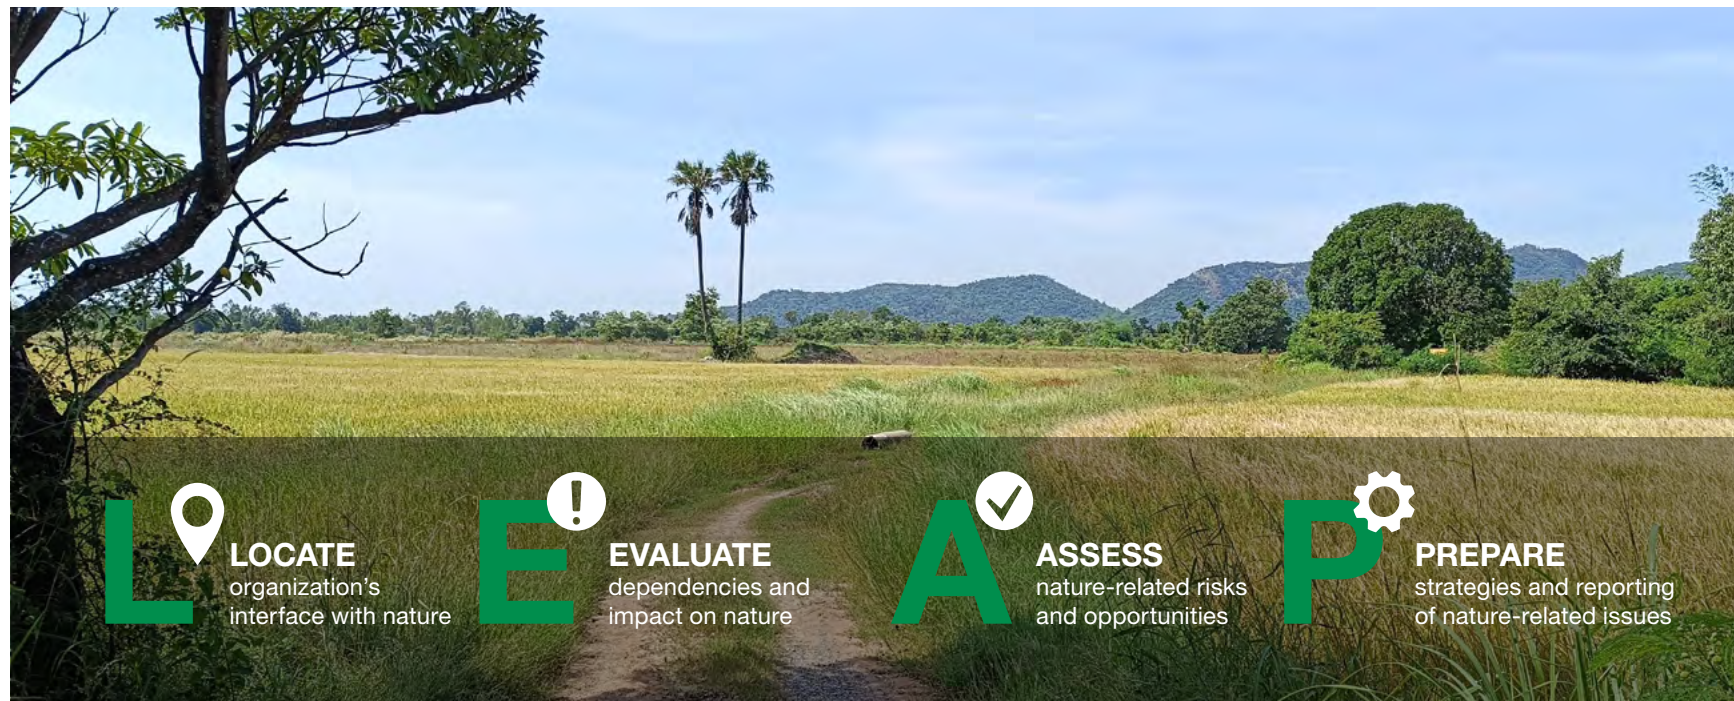 L
LOCATE
organization's
interface with nature
E
EVALUATE
dependencies and
impact on nature
A
ASSESS
nature-related risks
and opportunities
P
PREPARE
strategies and reporting
of nature-related issues